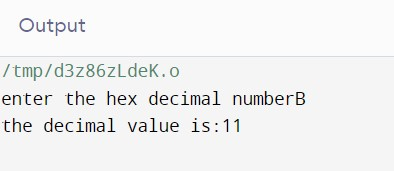 Output
/tmp/d3z86zLdeK.o
enter the hex decimal numberB
the decimal value is:11